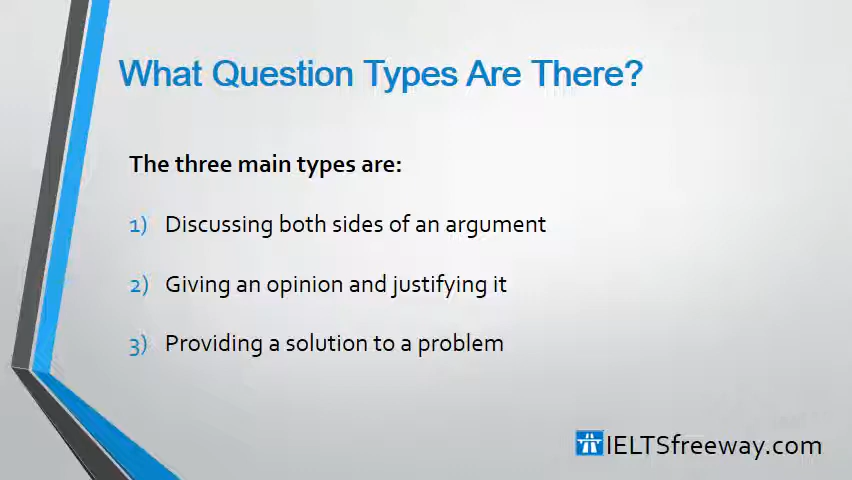 What Question Types Are There?
The three main types are:
1) Discussing both sides of an argument
2) Giving an opinion and justifying it
3) Providing a solution to a problem
IELTSfreeway.com